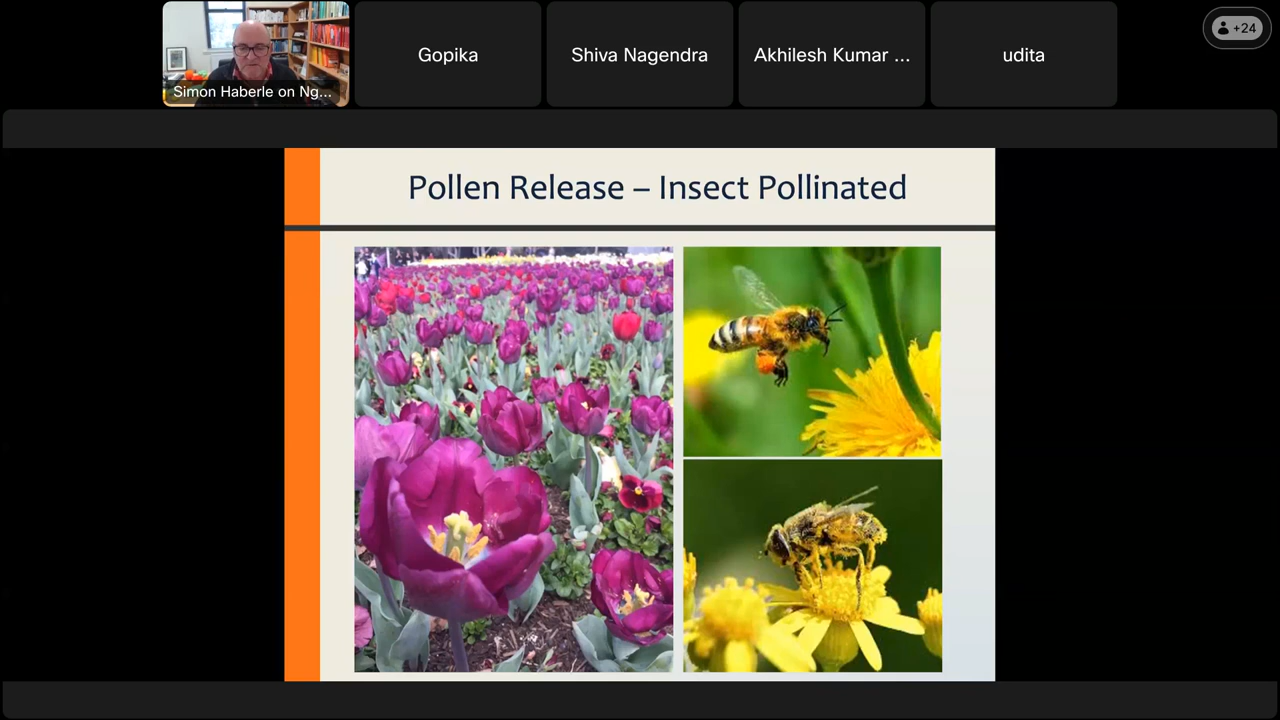 Simon Haberle on Ng...
Gopika
Shiva Nagendra
Akhilesh Kumar ...
udita
+24
Pollen Release – Insect Pollinated